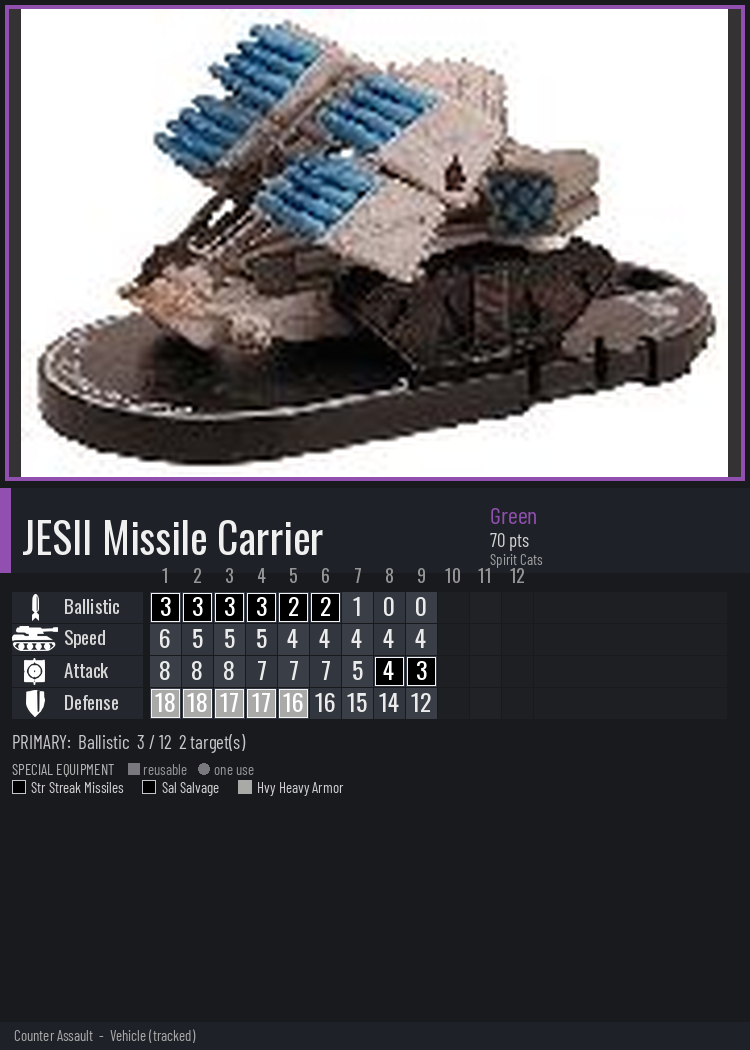 JESII Missile Carrier
Green
70 pts
Spirit Cats
1 2 3 4 5 6 7 8 9 10 11 12
Ballistic 3 3 3 3 2 2 1 0 0
Speed 6 5 5 5 4 4 4 4 4
Attack 8 8 8 7 7 7 5 4 3
Defense 18 18 17 17 16 16 15 14 12
PRIMARY: Ballistic 3 / 12 2 target(s)
SPECIAL EQUIPMENT reusable one use
Str Streak Missiles Sal Salvage Hvy Heavy Armor
Counter Assault - Vehicle (tracked)